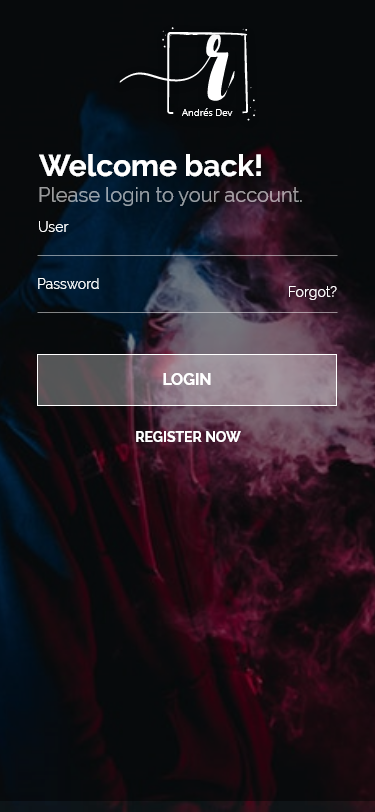 r
Andrés Dev
Welcome back!
Please login to your account.
User
Password
Forgot?
LOGIN
REGISTER NOW